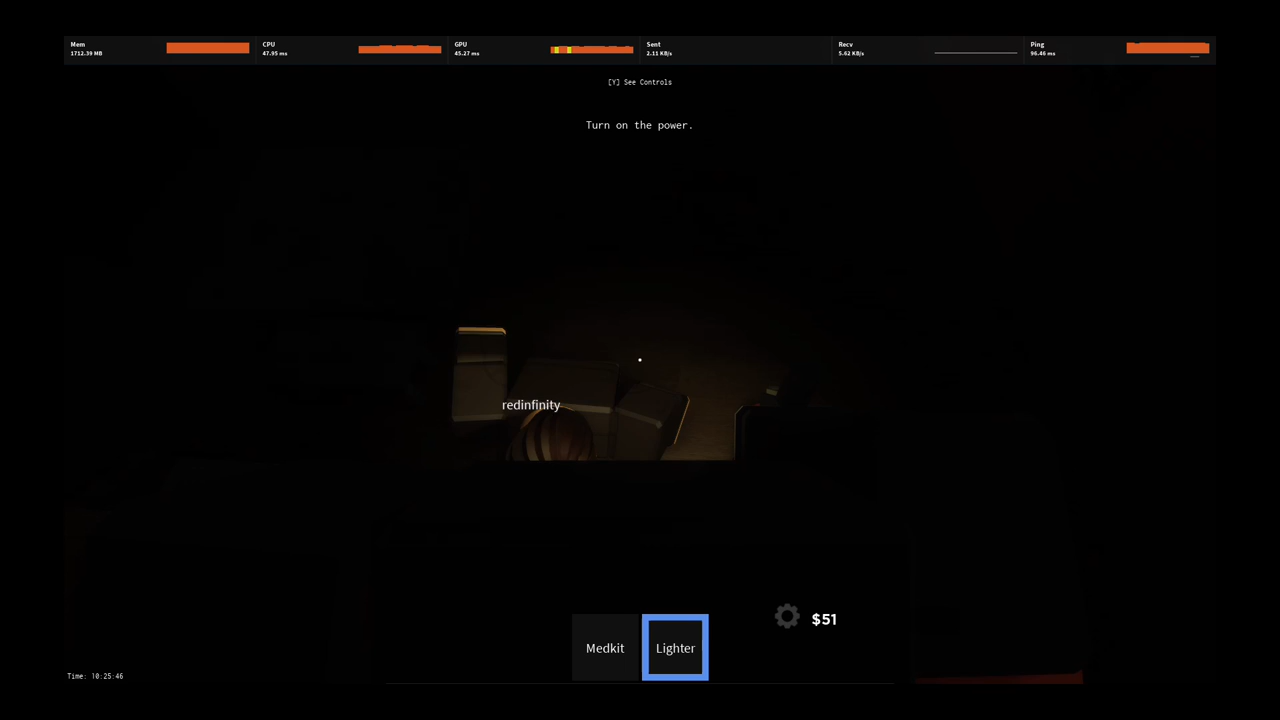 Mem
1712.39 MB
CPU
47.95 ms
GPU
45.27 ms
Sent
2.11 KB/s
Recv
5.62 KB/s
Ping
96.46 ms
[Y] See Controls
Turn on the power.
redinfinity
$51
Medkit
Lighter
Time: 10:25:46